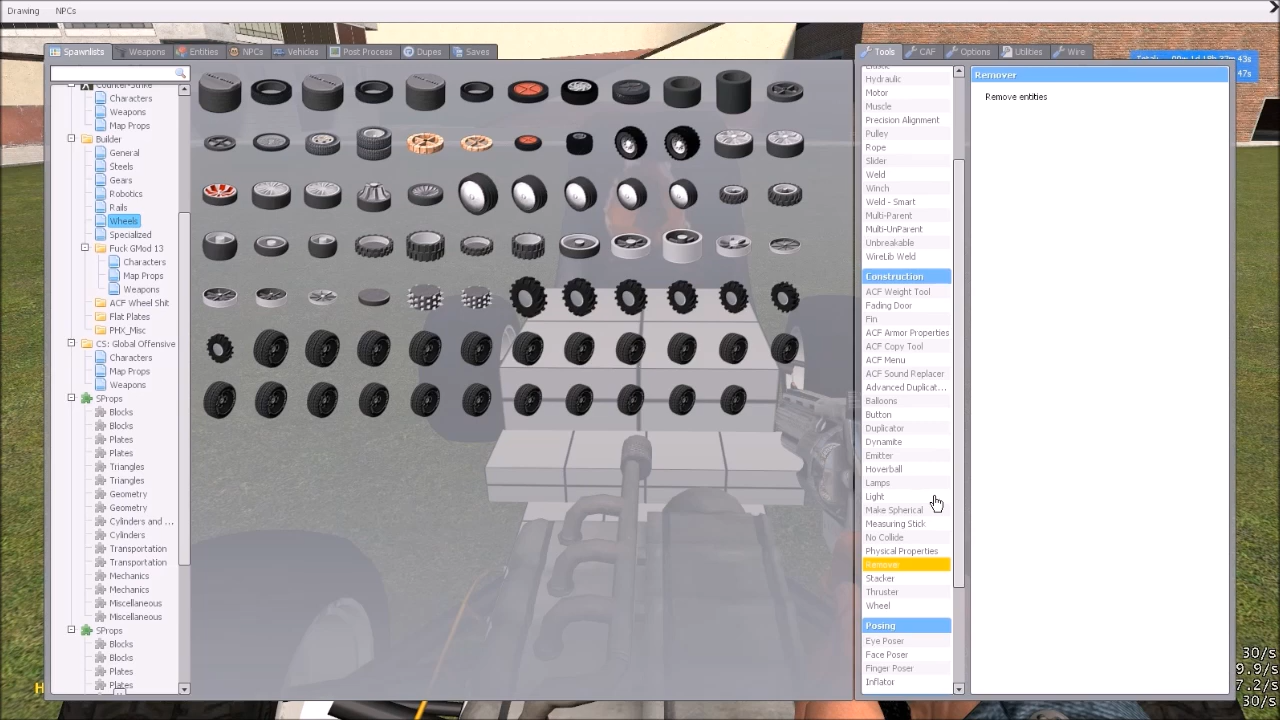 Drawing NPCs
Spawnlists Weapons Entities NPCs Vehicles Post Process Dupes Saves
Counter-Strike
Characters
Weapons
Map Props
Builder
General
Steels
Gears
Robotics
Rails
Wheels
Specialized
Fuck GMod 13
Characters
Map Props
Weapons
ACF Wheel Shit
Flat Plates
PHX_Misc
CS: Global Offensive
Characters
Map Props
Weapons
SProps
Blocks
Blocks
Plates
Plates
Triangles
Triangles
Geometry
Geometry
Cylinders and ...
Cylinders
Transportation
Transportation
Mechanics
Mechanics
Miscellaneous
Miscellaneous
SProps
Blocks
Blocks
Plates
Plates
Tools CAF Options Utilities Wire
Elastic
Hydraulic
Motor
Muscle
Precision Alignment
Pulley
Rope
Slider
Weld
Winch
Weld - Smart
Multi-Parent
Multi-UnParent
Unbreakable
WireLib Weld
Construction
ACF Weight Tool
Fading Door
Fin
ACF Armor Properties
ACF Copy Tool
ACF Menu
ACF Sound Replacer
Advanced Duplicat...
Balloons
Button
Duplicator
Dynamite
Emitter
Hoverball
Lamps
Light
Make Spherical
Measuring Stick
No Collide
Physical Properties
Remover
Stacker
Thruster
Wheel
Posing
Eye Poser
Face Poser
Finger Poser
Inflator
Remover
Remove entities
43s
47s
30/s
9.9/s
7.2/s
30/s
H